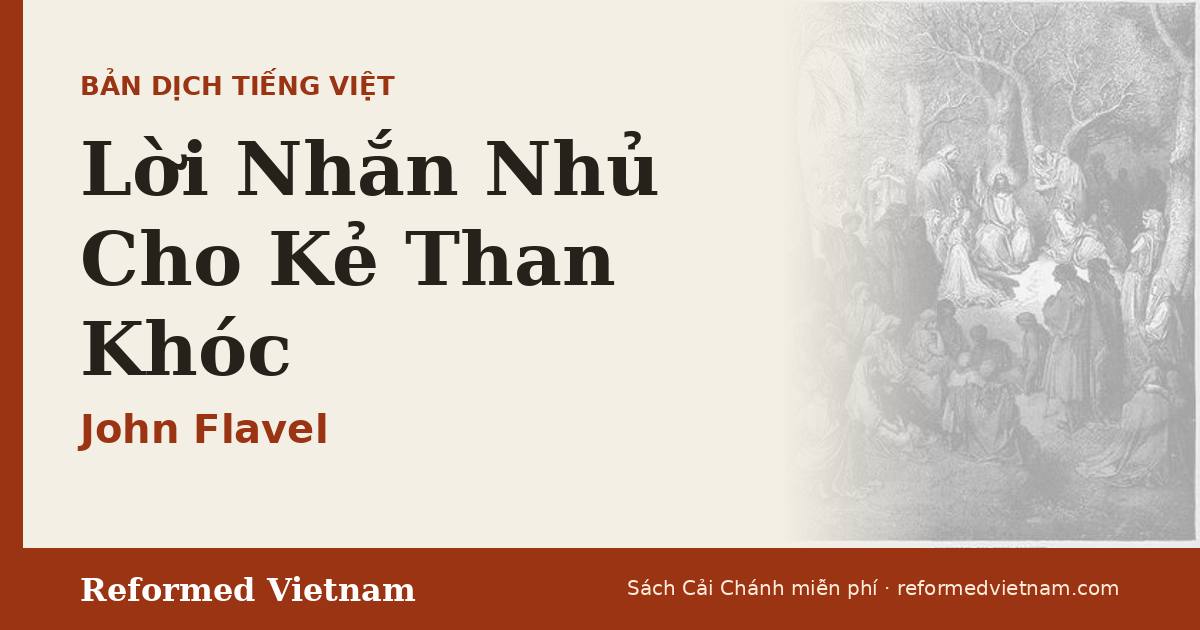 BẢN DỊCH TIẾNG VIỆT
Lời Nhắn Nhủ
Cho Kẻ Than
Khóc
John Flavel
Reformed Vietnam
Sách Cải Chánh miễn phí · reformedvietnam.com